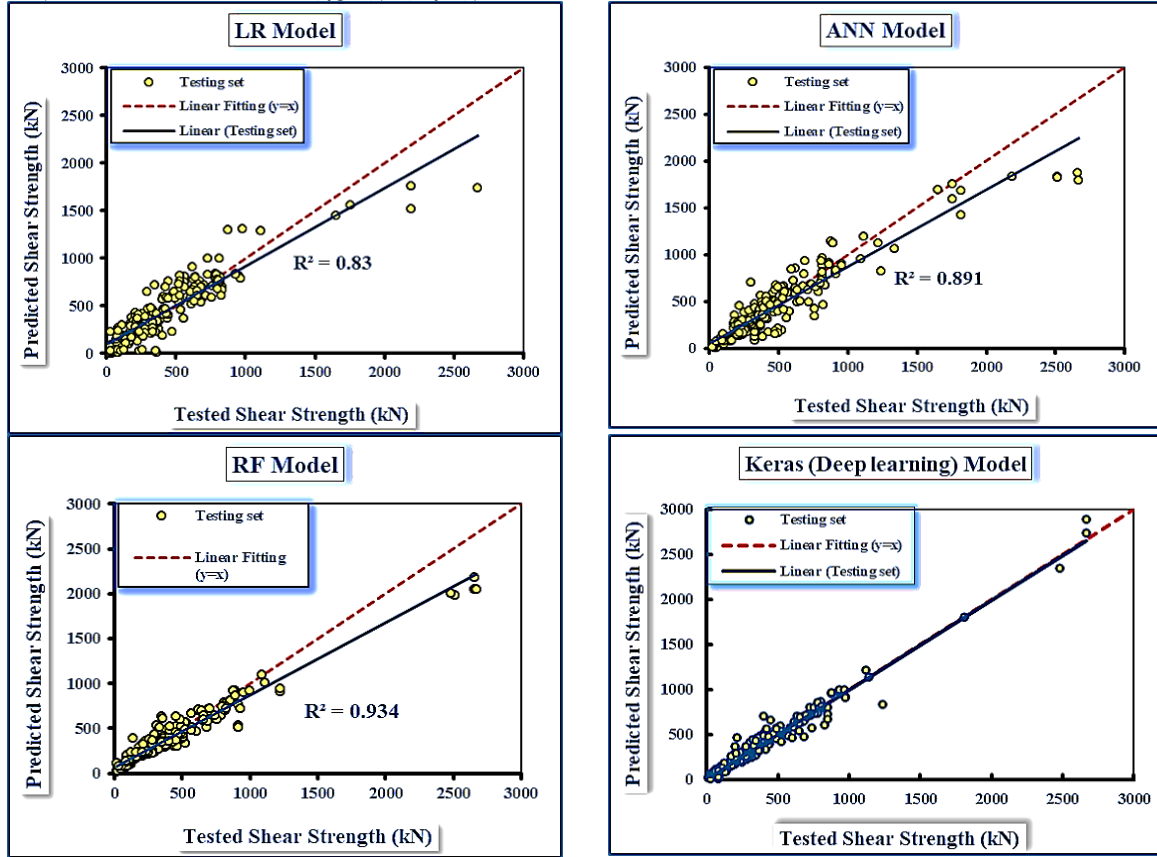 LR Model
3000
2500
2000
1500
1000
500
0
Predicted Shear Strength (kN)
Testing set
Linear Fitting (y=x)
Linear (Testing set)
R² = 0.83
0 500 1000 1500 2000 2500 3000
Tested Shear Strength (kN)
ANN Model
3000
2500
2000
1500
1000
500
0
Predicted Shear Strength (kN)
Testing set
Linear Fitting (y=x)
Linear (Testing set)
R² = 0.891
0 500 1000 1500 2000 2500 3000
Tested Shear Strength (kN)
RF Model
3000
2500
2000
1500
1000
500
0
Predicted Shear Strength (kN)
Testing set
Linear Fitting
(y=x)
R² = 0.934
0 500 1000 1500 2000 2500 3000
Tested Shear Strength (kN)
Keras (Deep learning) Model
3000
2500
2000
1500
1000
500
0
Predicted Shear Strength (kN)
Testing set
Linear Fitting (y=x)
Linear (Testing set)
0 500 1000 1500 2000 2500 3000
Tested Shear Strength (kN)